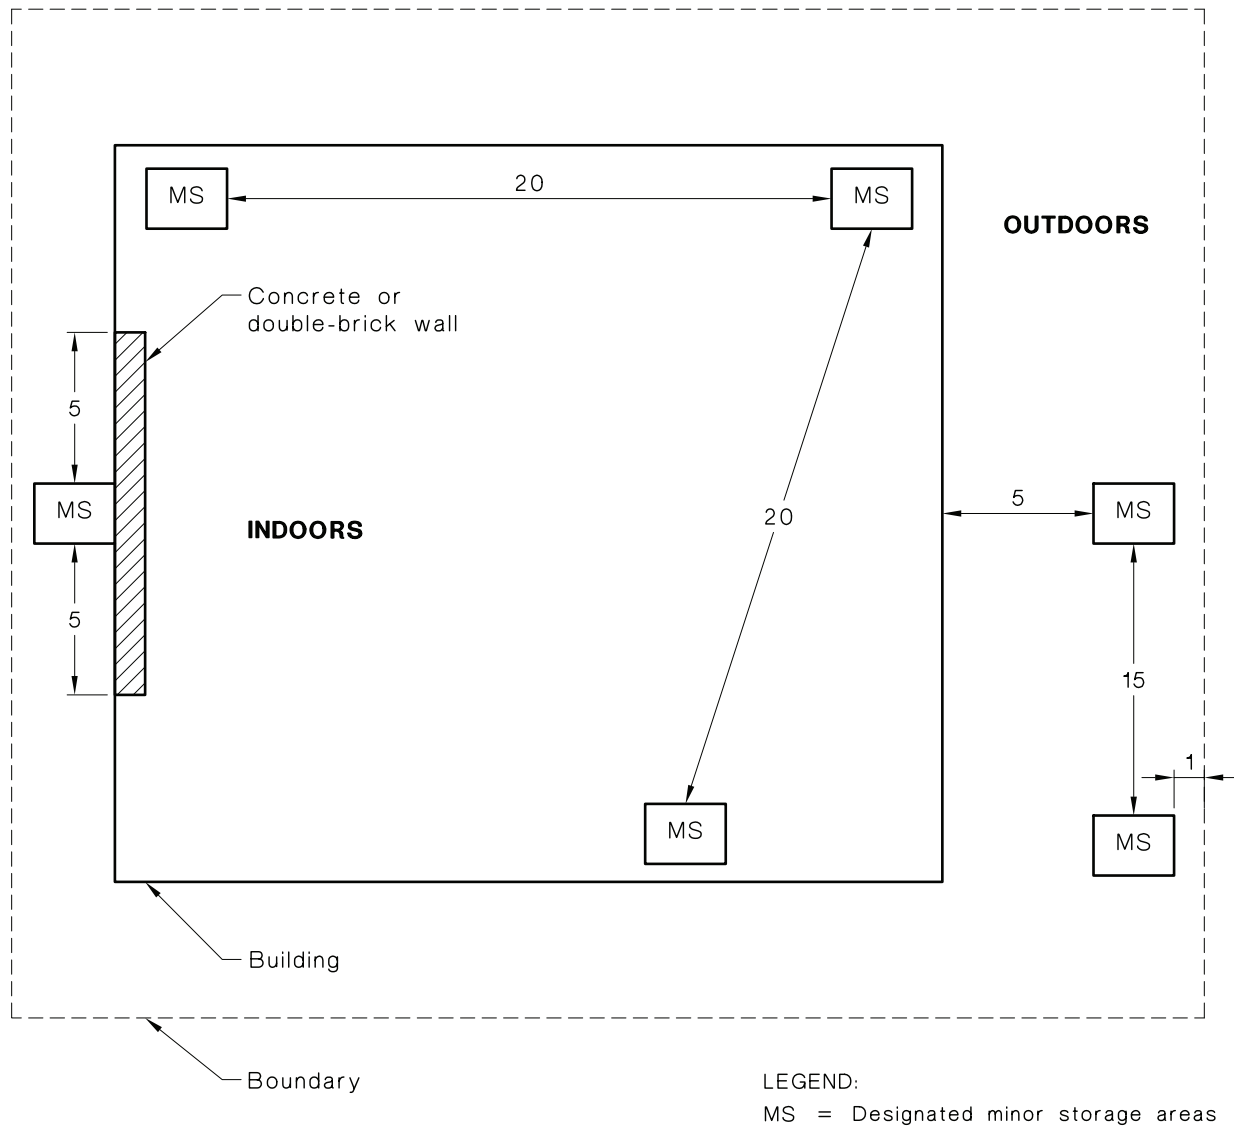 MS
20
MS
OUTDOORS
Concrete or
double-brick wall
5
MS
INDOORS
20
5
MS
5
15
1
MS
MS
Building
Boundary
LEGEND:
MS = Designated minor storage areas